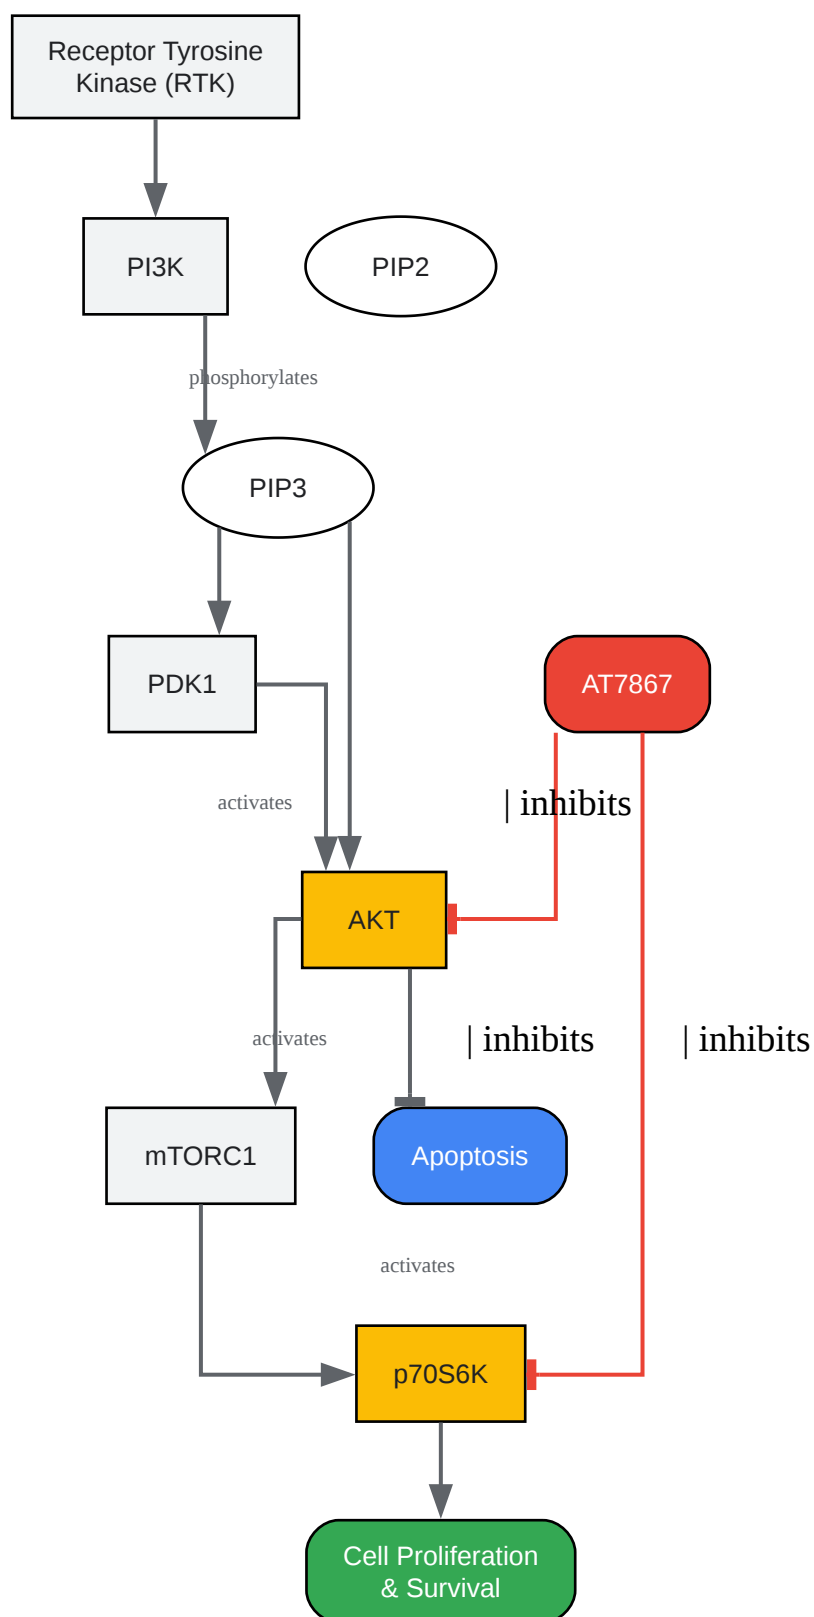 Receptor Tyrosine
Kinase (RTK)
PI3K
PIP2
phosphorylates
PIP3
PDK1
AT7867
activates
| inhibits
AKT
activates
| inhibits
| inhibits
mTORC1
Apoptosis
activates
p70S6K
Cell Proliferation
& Survival